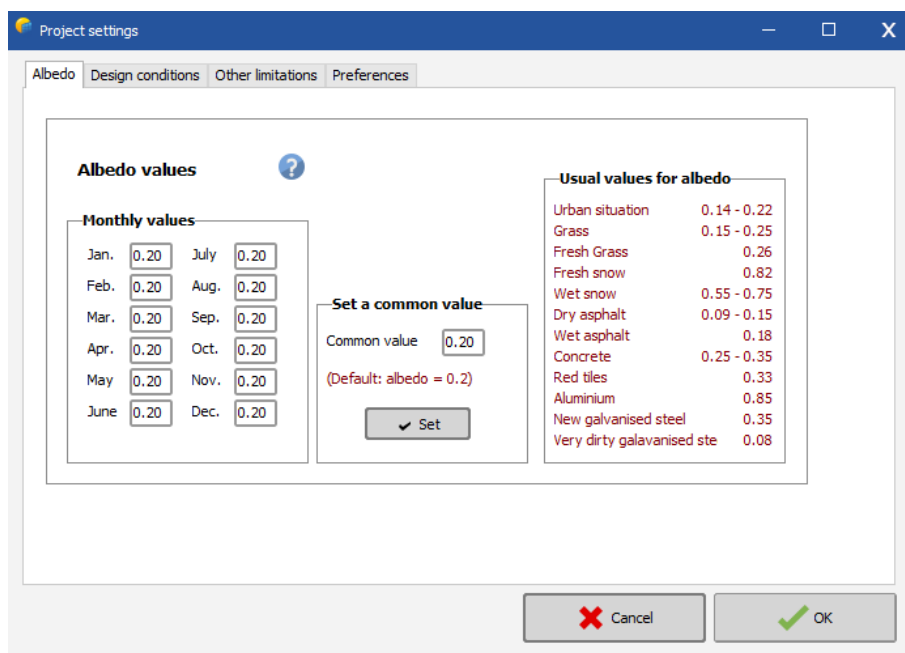 Project settings
Albedo Design conditions Other limitations Preferences
Albedo values
Monthly values
Jan. 0.20 July 0.20
Feb. 0.20 Aug. 0.20
Mar. 0.20 Sep. 0.20
Apr. 0.20 Oct. 0.20
May 0.20 Nov. 0.20
June 0.20 Dec. 0.20
Set a common value
Common value 0.20
(Default: albedo = 0.2)
Set
Usual values for albedo
Urban situation 0.14 - 0.22
Grass 0.15 - 0.25
Fresh Grass 0.26
Fresh snow 0.82
Wet snow 0.55 - 0.75
Dry asphalt 0.09 - 0.15
Wet asphalt 0.18
Concrete 0.25 - 0.35
Red tiles 0.33
Aluminium 0.85
New galvanised steel 0.35
Very dirty galavanised ste 0.08
Cancel OK